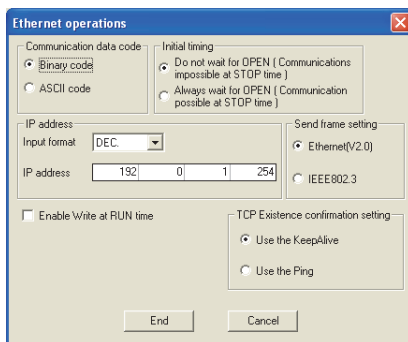 Ethernet operations
Communication data code
Binary code
ASCII code
Initial timing
Do not wait for OPEN ( Communications
impossible at STOP time )
Always wait for OPEN ( Communication
possible at STOP time )
IP address
Input format DEC.
IP address 192 0 1 254
Send frame setting
Ethernet(V2.0)
IEEE802.3
Enable Write at RUN time
TCP Existence confirmation setting
Use the KeepAlive
Use the Ping
End Cancel